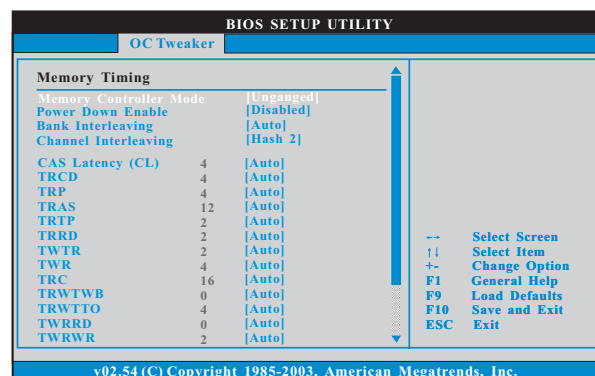 BIOS SETUP UTILITY
OC Tweaker
Memory Timing
Memory Controller Mode [Unganged]
Power Down Enable [Disabled]
Bank Interleaving [Auto]
Channel Interleaving [Hash 2]
CAS Latency (CL) 4 [Auto]
TRCD 4 [Auto]
TRP 4 [Auto]
TRAS 12 [Auto]
TRTP 2 [Auto]
TRRD 2 [Auto]
TWTR 2 [Auto]
TWR 4 [Auto]
TRC 16 [Auto]
TRWTWB 0 [Auto]
TRWTTO 4 [Auto]
TWRRD 0 [Auto]
TWRWR 2 [Auto]
←→ Select Screen
↑↓ Select Item
+- Change Option
F1 General Help
F9 Load Defaults
F10 Save and Exit
ESC Exit
v02.54 (C) Copyright 1985-2003, American Megatrends, Inc.